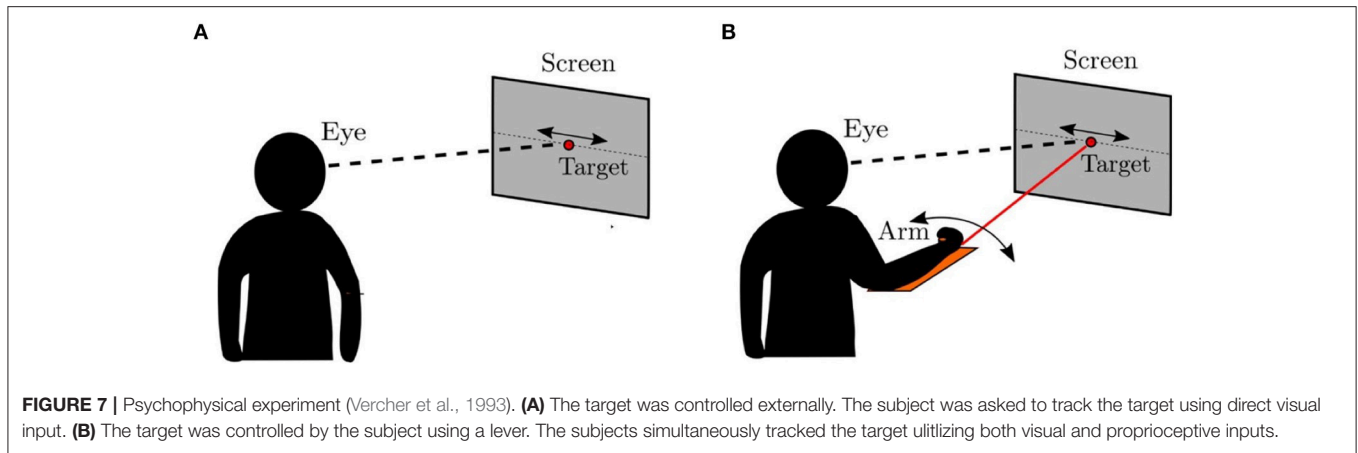 A
B
Screen
Screen
Eye
Eye
Target
Target
Arm
FIGURE 7 | Psychophysical experiment (Vercher et al., 1993). (A) The target was controlled externally. The subject was asked to track the target using direct visual
input. (B) The target was controlled by the subject using a lever. The subjects simultaneously tracked the target ulitlizing both visual and proprioceptive inputs.